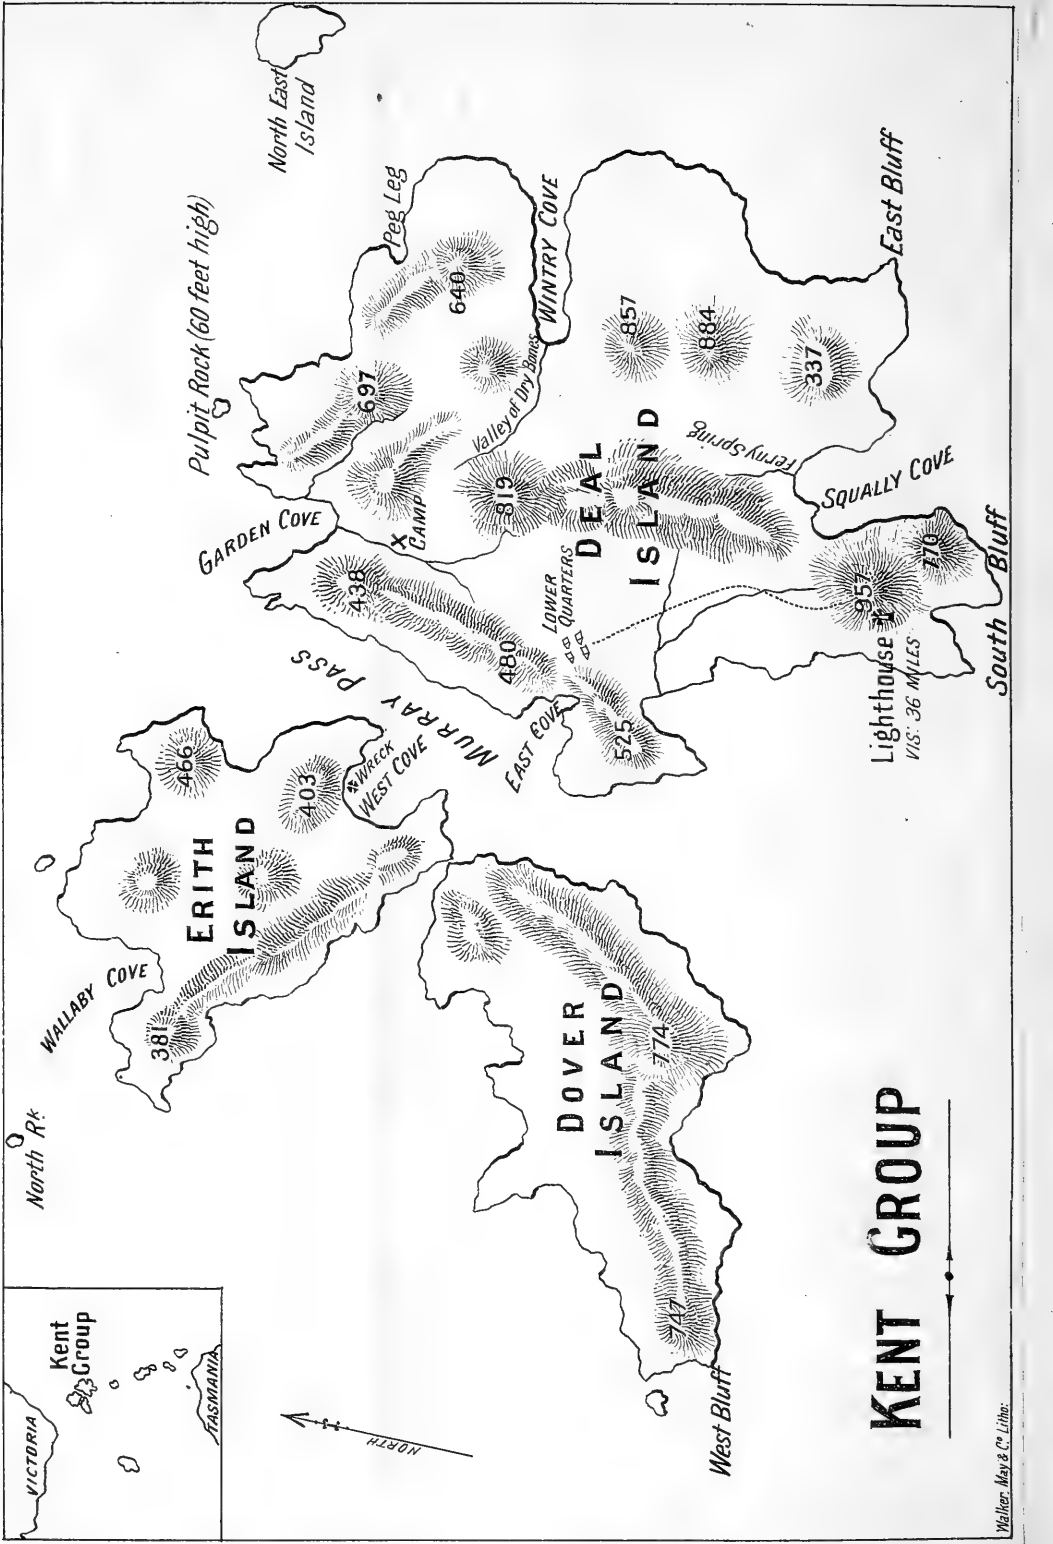 VICTORIA
Kent
Group
TASMANIA
North Rk.
WALLABY COVE
381
ERITH
ISLAND
466
403
WRECK
WEST COVE
MURRAY PASS
EAST COVE
GARDEN COVE
Pulpit Rock (60 feet high)
North East
Island
Peg Leg
640
697
WINTRY COVE
Valley of Dry Bones
CAMP
438
480
819
LOWER
QUARTERS
525
DEAL
ISLAND
857
884
337
Ferny Spring
East Bluff
SQUALLY COVE
957
770
Lighthouse
VIS: 36 MILES
South Bluff
DOVER
ISLAND
774
747
West Bluff
NORTH
KENT GROUP
Walker, May & Co. Litho: